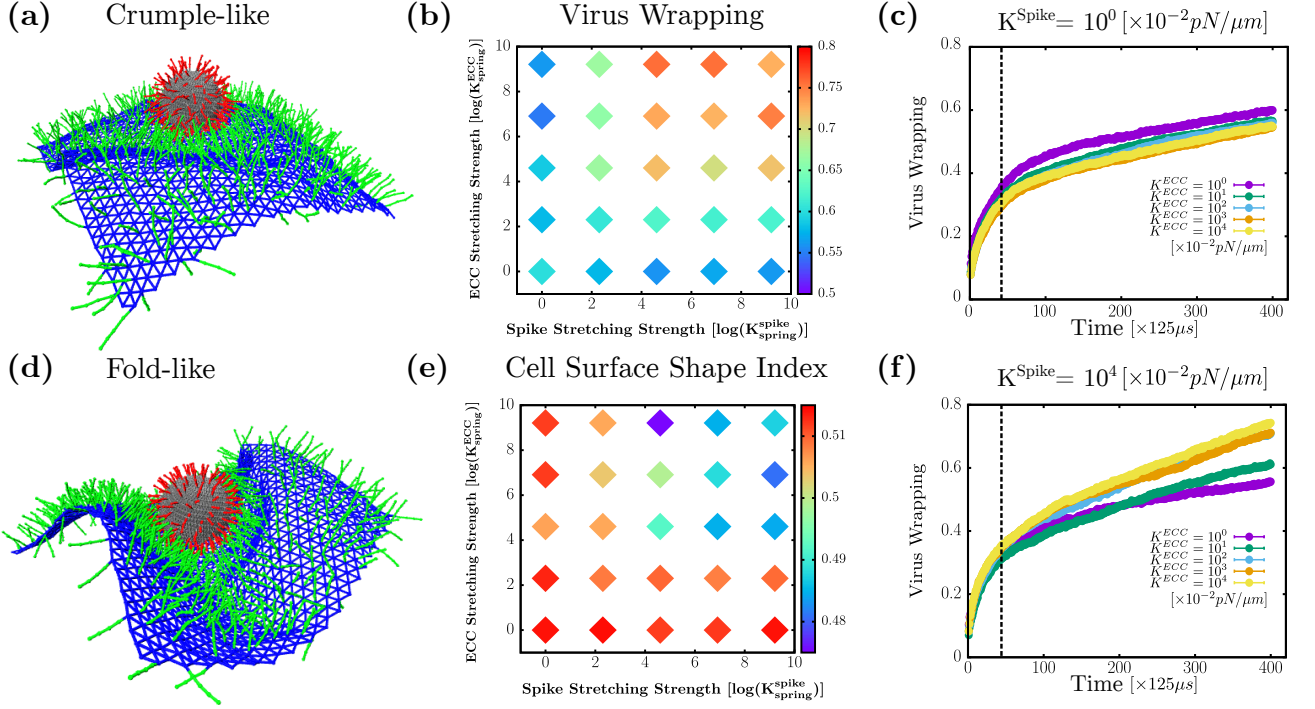 (a) Crumple-like
(b) Virus Wrapping
ECC Stretching Strength [log(K^ECC_spring)]
10
8
6
4
2
0
0 2 4 6 8 10
Spike Stretching Strength [log(K^spike_spring)]
0.8
0.75
0.7
0.65
0.6
0.55
0.5
(c) K^Spike = 10^0 [×10^−2 pN/μm]
Virus Wrapping
0.8
0.6
0.4
0.2
0
K^ECC = 10^0
K^ECC = 10^1
K^ECC = 10^2
K^ECC = 10^3
K^ECC = 10^4
[×10^−2 pN/μm]
0 100 200 300 400
Time [×125μs]
(d) Fold-like
(e) Cell Surface Shape Index
ECC Stretching Strength [log(K^ECC_spring)]
10
8
6
4
2
0
0 2 4 6 8 10
Spike Stretching Strength [log(K^spike_spring)]
0.51
0.5
0.49
0.48
(f) K^Spike = 10^4 [×10^−2 pN/μm]
Virus Wrapping
0.8
0.6
0.4
0.2
0
K^ECC = 10^0
K^ECC = 10^1
K^ECC = 10^2
K^ECC = 10^3
K^ECC = 10^4
[×10^−2 pN/μm]
0 100 200 300 400
Time [×125μs]